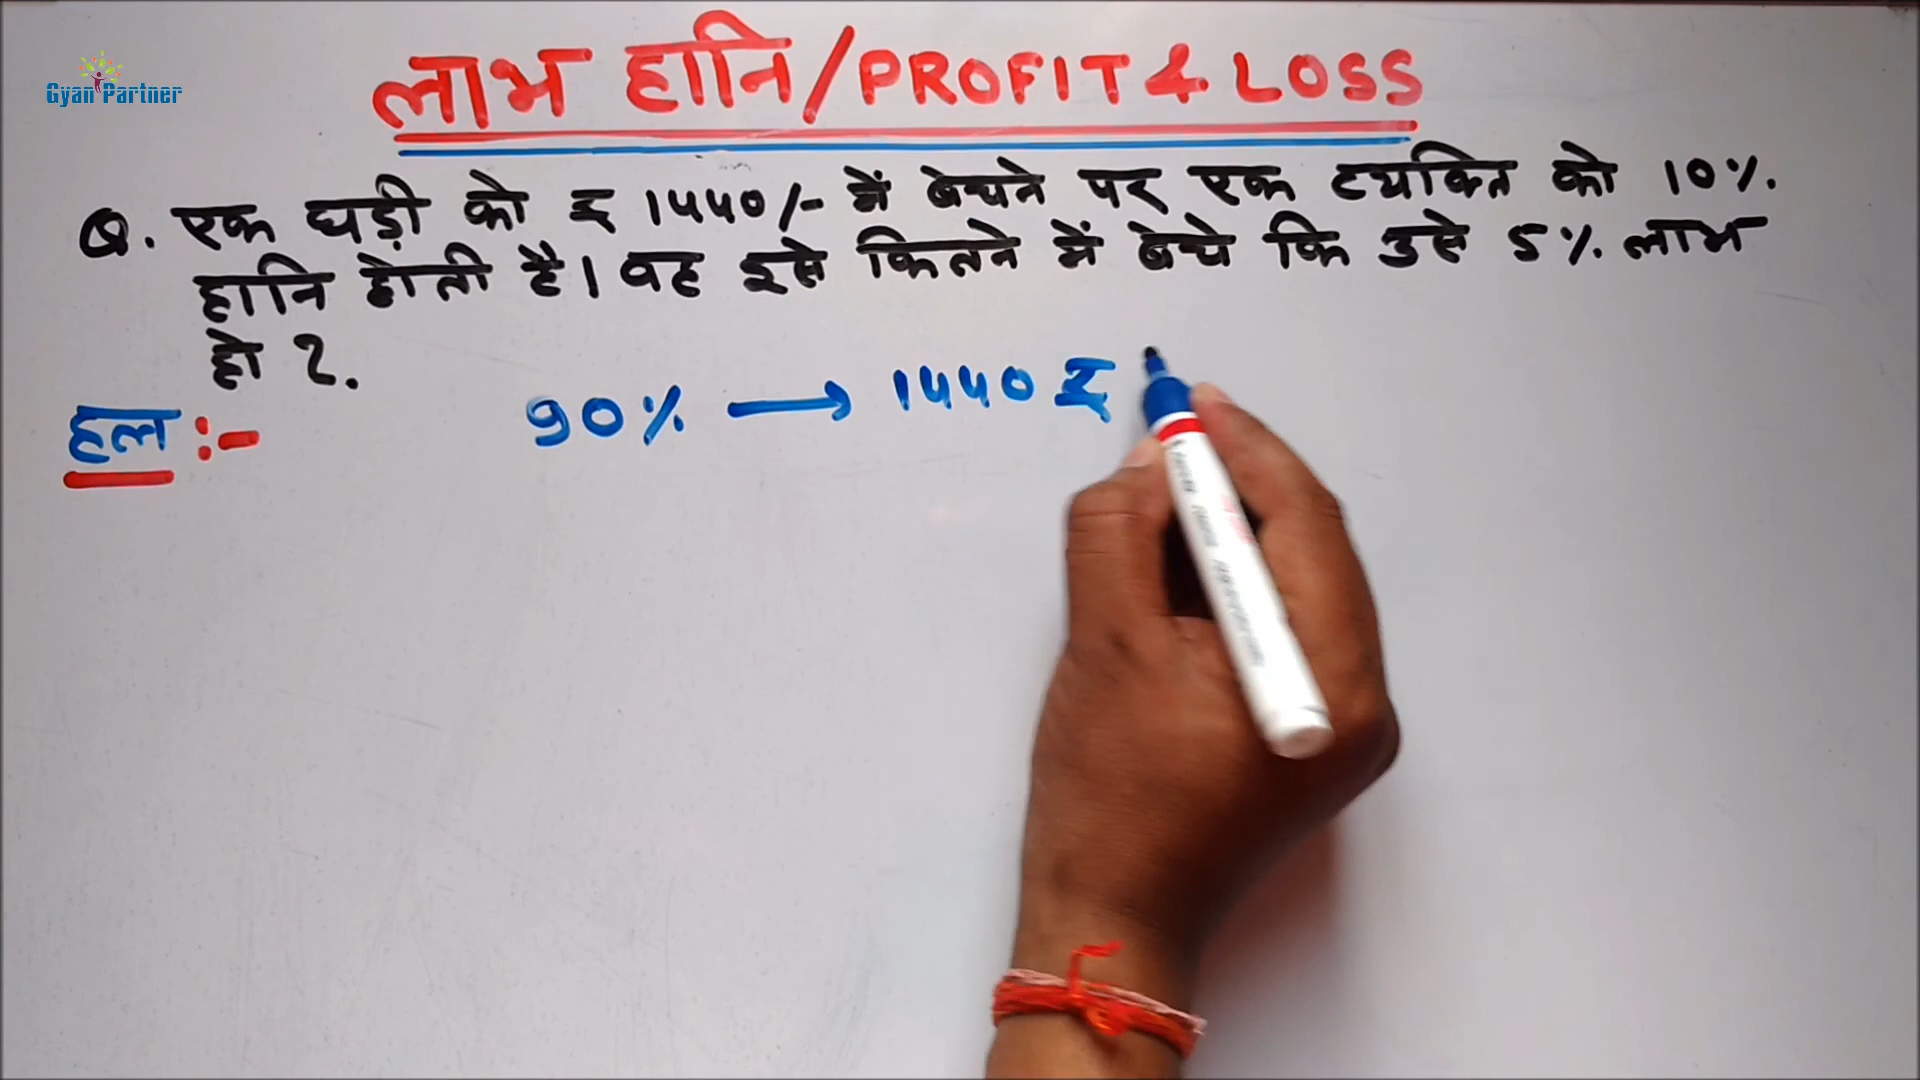 Gyan Partner
लाभ हानि/PROFIT & LOSS
Q. एक घड़ी को ₹ 1440/- में बेचने पर एक व्यक्ति को 10%.
हानि होती है। वह इसे कितने में बेचे कि उसे 5%. लाभ
हो ?.
हल :- 90% → 1440 ₹